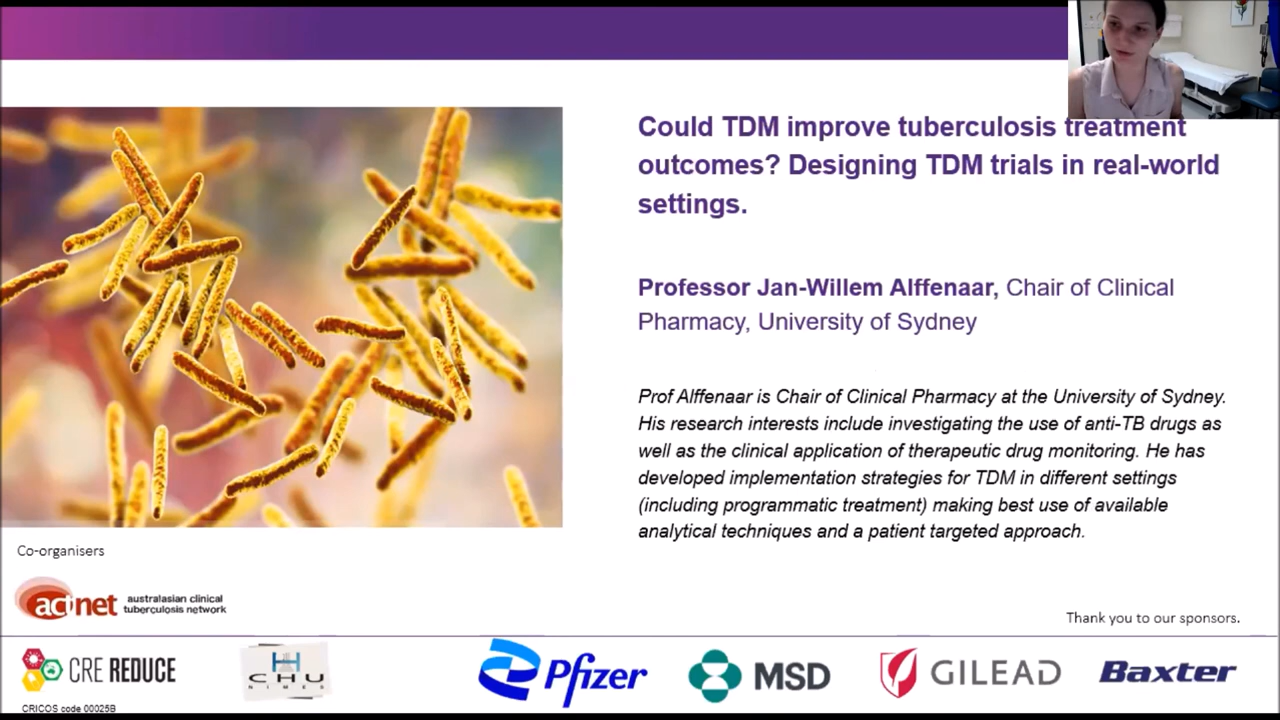 Could TDM improve tuberculosis treatment
outcomes? Designing TDM trials in real-world
settings.
Professor Jan-Willem Alffenaar, Chair of Clinical
Pharmacy, University of Sydney
Prof Alffenaar is Chair of Clinical Pharmacy at the University of Sydney.
His research interests include investigating the use of anti-TB drugs as
well as the clinical application of therapeutic drug monitoring. He has
developed implementation strategies for TDM in different settings
(including programmatic treatment) making best use of available
analytical techniques and a patient targeted approach.
Co-organisers
actnet australasian clinical
tuberculosis network
Thank you to our sponsors.
CRE REDUCE
CHU
NIMES
Pfizer
MSD
GILEAD
Baxter
CRICOS code 00025B